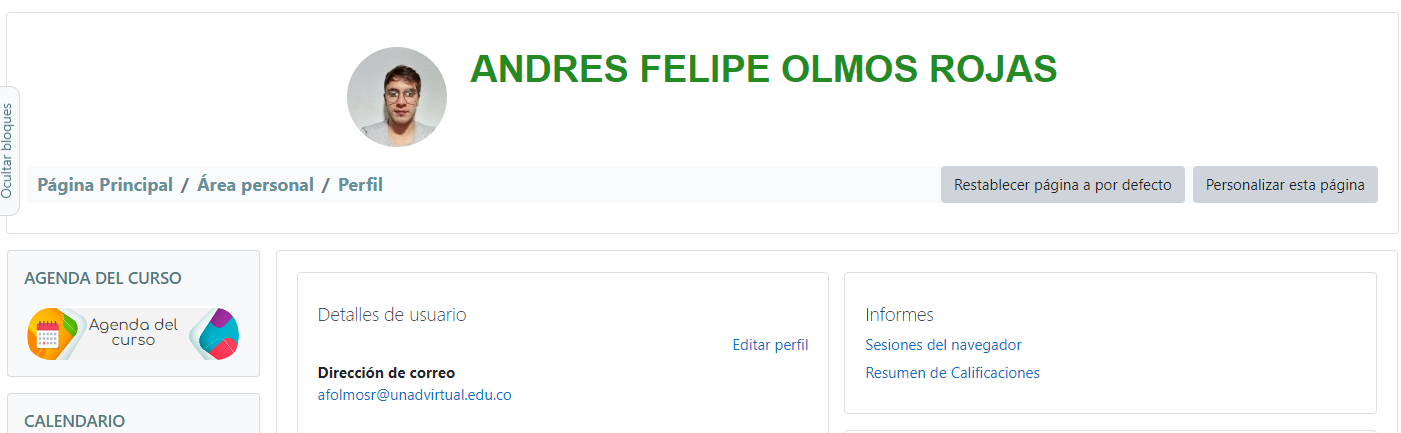 ANDRES FELIPE OLMOS ROJAS
Ocultar bloques
Página Principal / Área personal / Perfil
Restablecer página a por defecto
Personalizar esta página
AGENDA DEL CURSO
Agenda del
curso
CALENDARIO
Detalles de usuario
Editar perfil
Dirección de correo
afolmosr@unadvirtual.edu.co
Informes
Sesiones del navegador
Resumen de Calificaciones